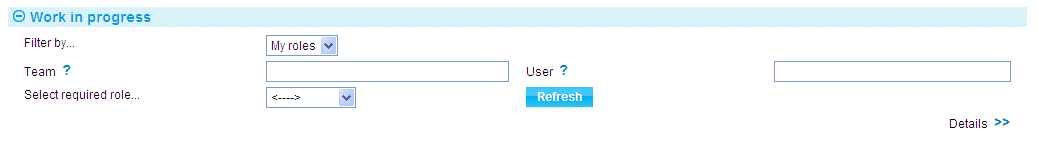 Work in progress
Filter by... My roles
Team ? User ?
Select required role... <----> Refresh
Details >>